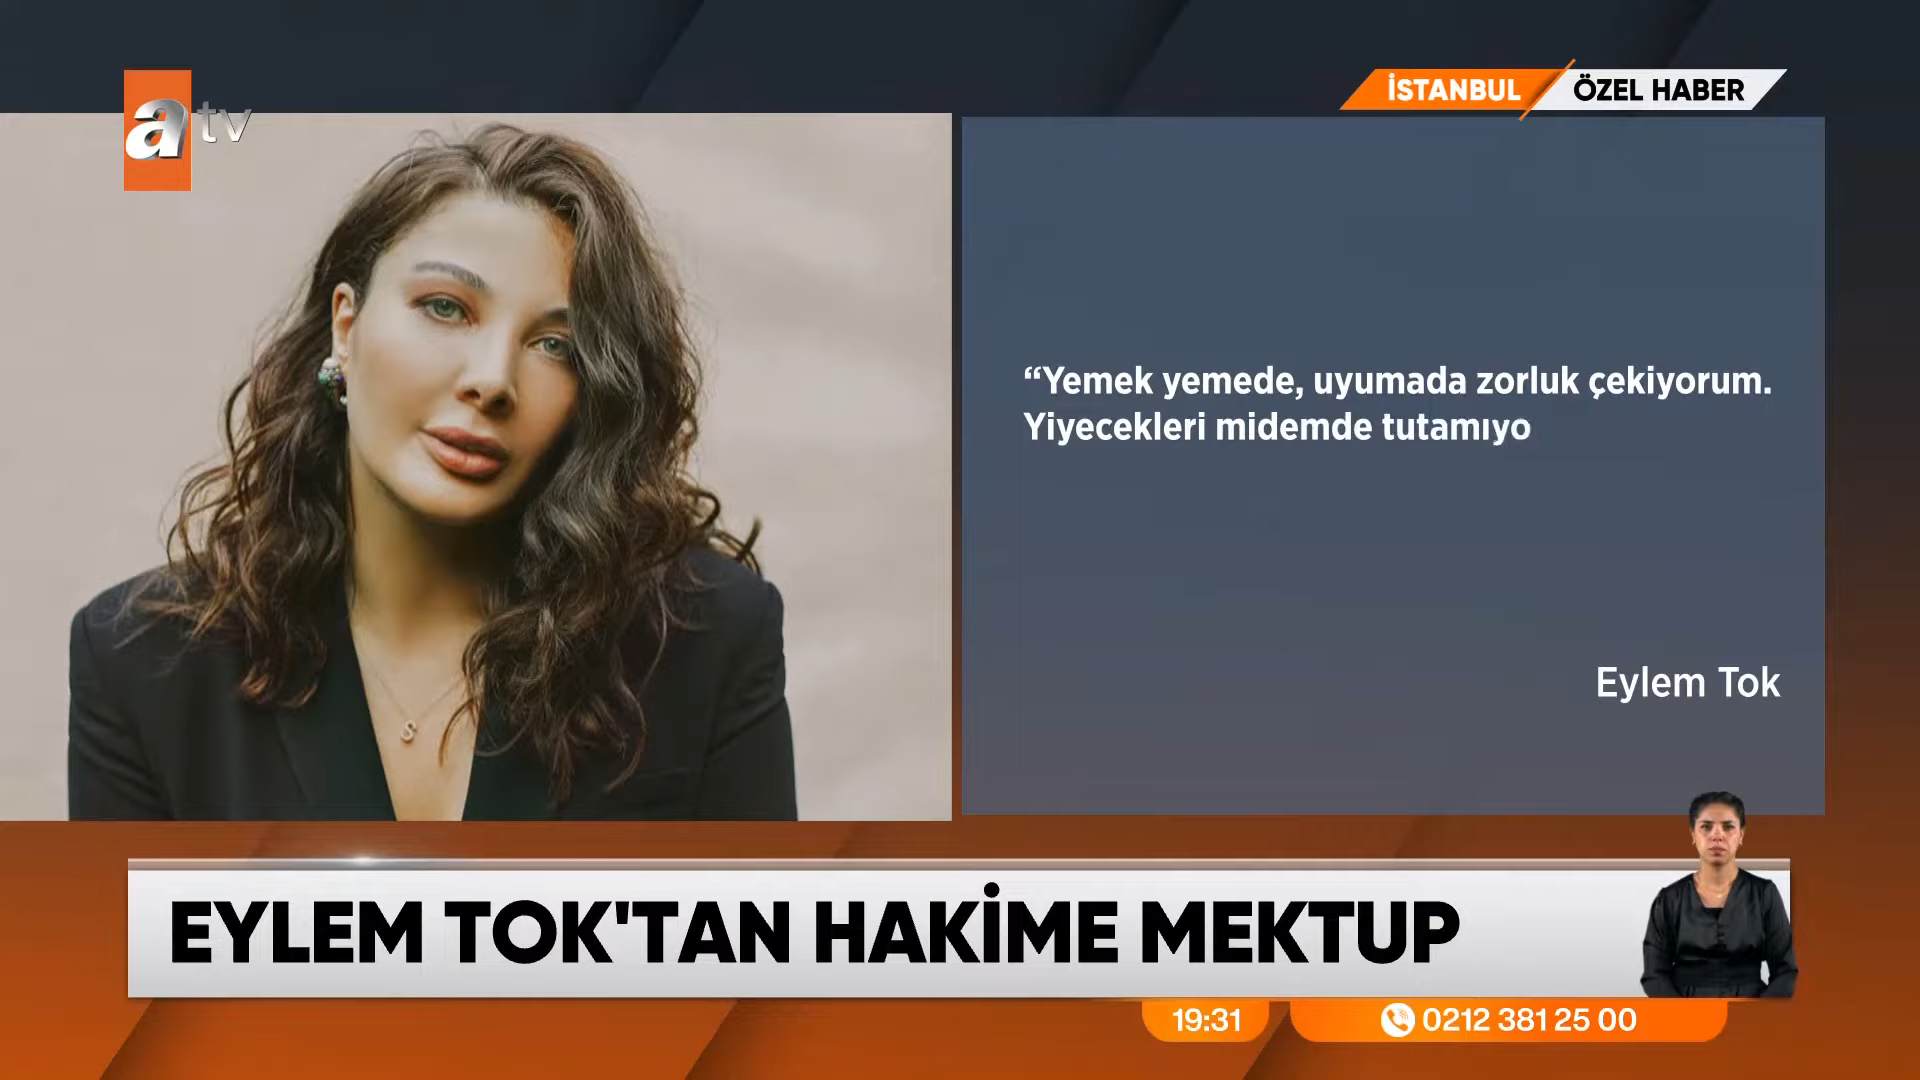 a tv
İSTANBUL ÖZEL HABER
“Yemek yemede, uyumada zorluk çekiyorum.
Yiyecekleri midemde tutamıyo
Eylem Tok
EYLEM TOK'TAN HAKİME MEKTUP
19:31 0212 381 25 00